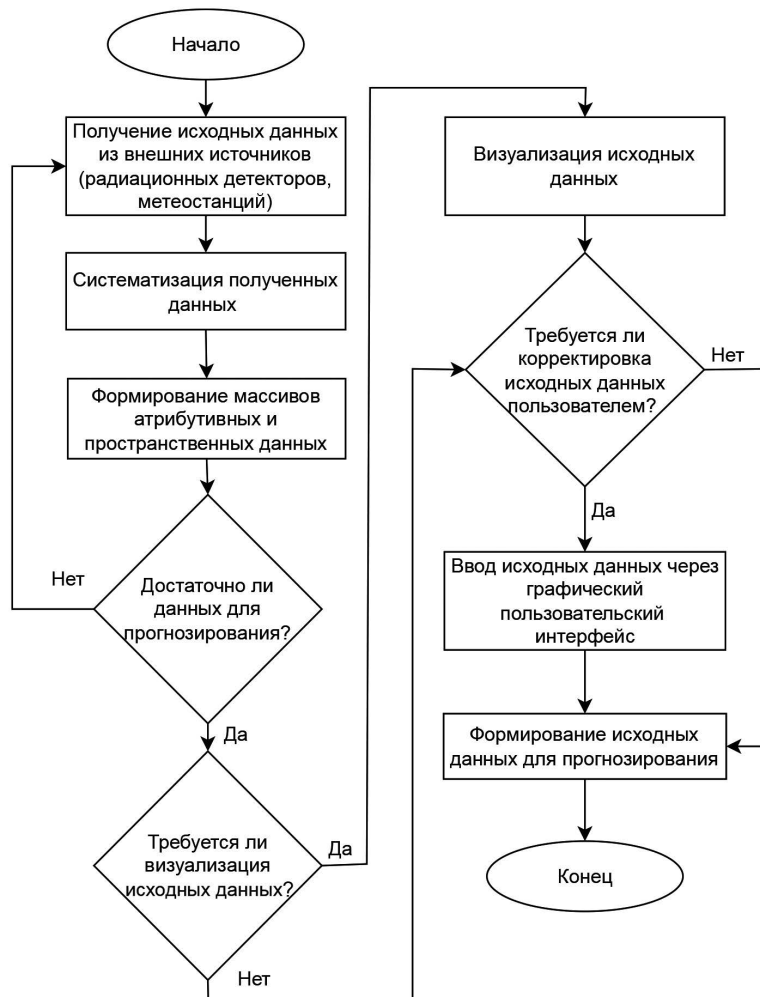 Начало
Получение исходных данных
из внешних источников
(радиационных детекторов,
метеостанций)
Систематизация полученных
данных
Формирование массивов
атрибутивных и
пространственных данных
Достаточно ли
данных для
прогнозирования?
Нет
Да
Требуется ли
визуализация
исходных данных?
Да
Нет
Визуализация исходных
данных
Требуется ли
корректировка
исходных данных
пользователем?
Нет
Да
Ввод исходных данных через
графический
пользовательский
интерфейс
Формирование исходных
данных для прогнозирования
Конец